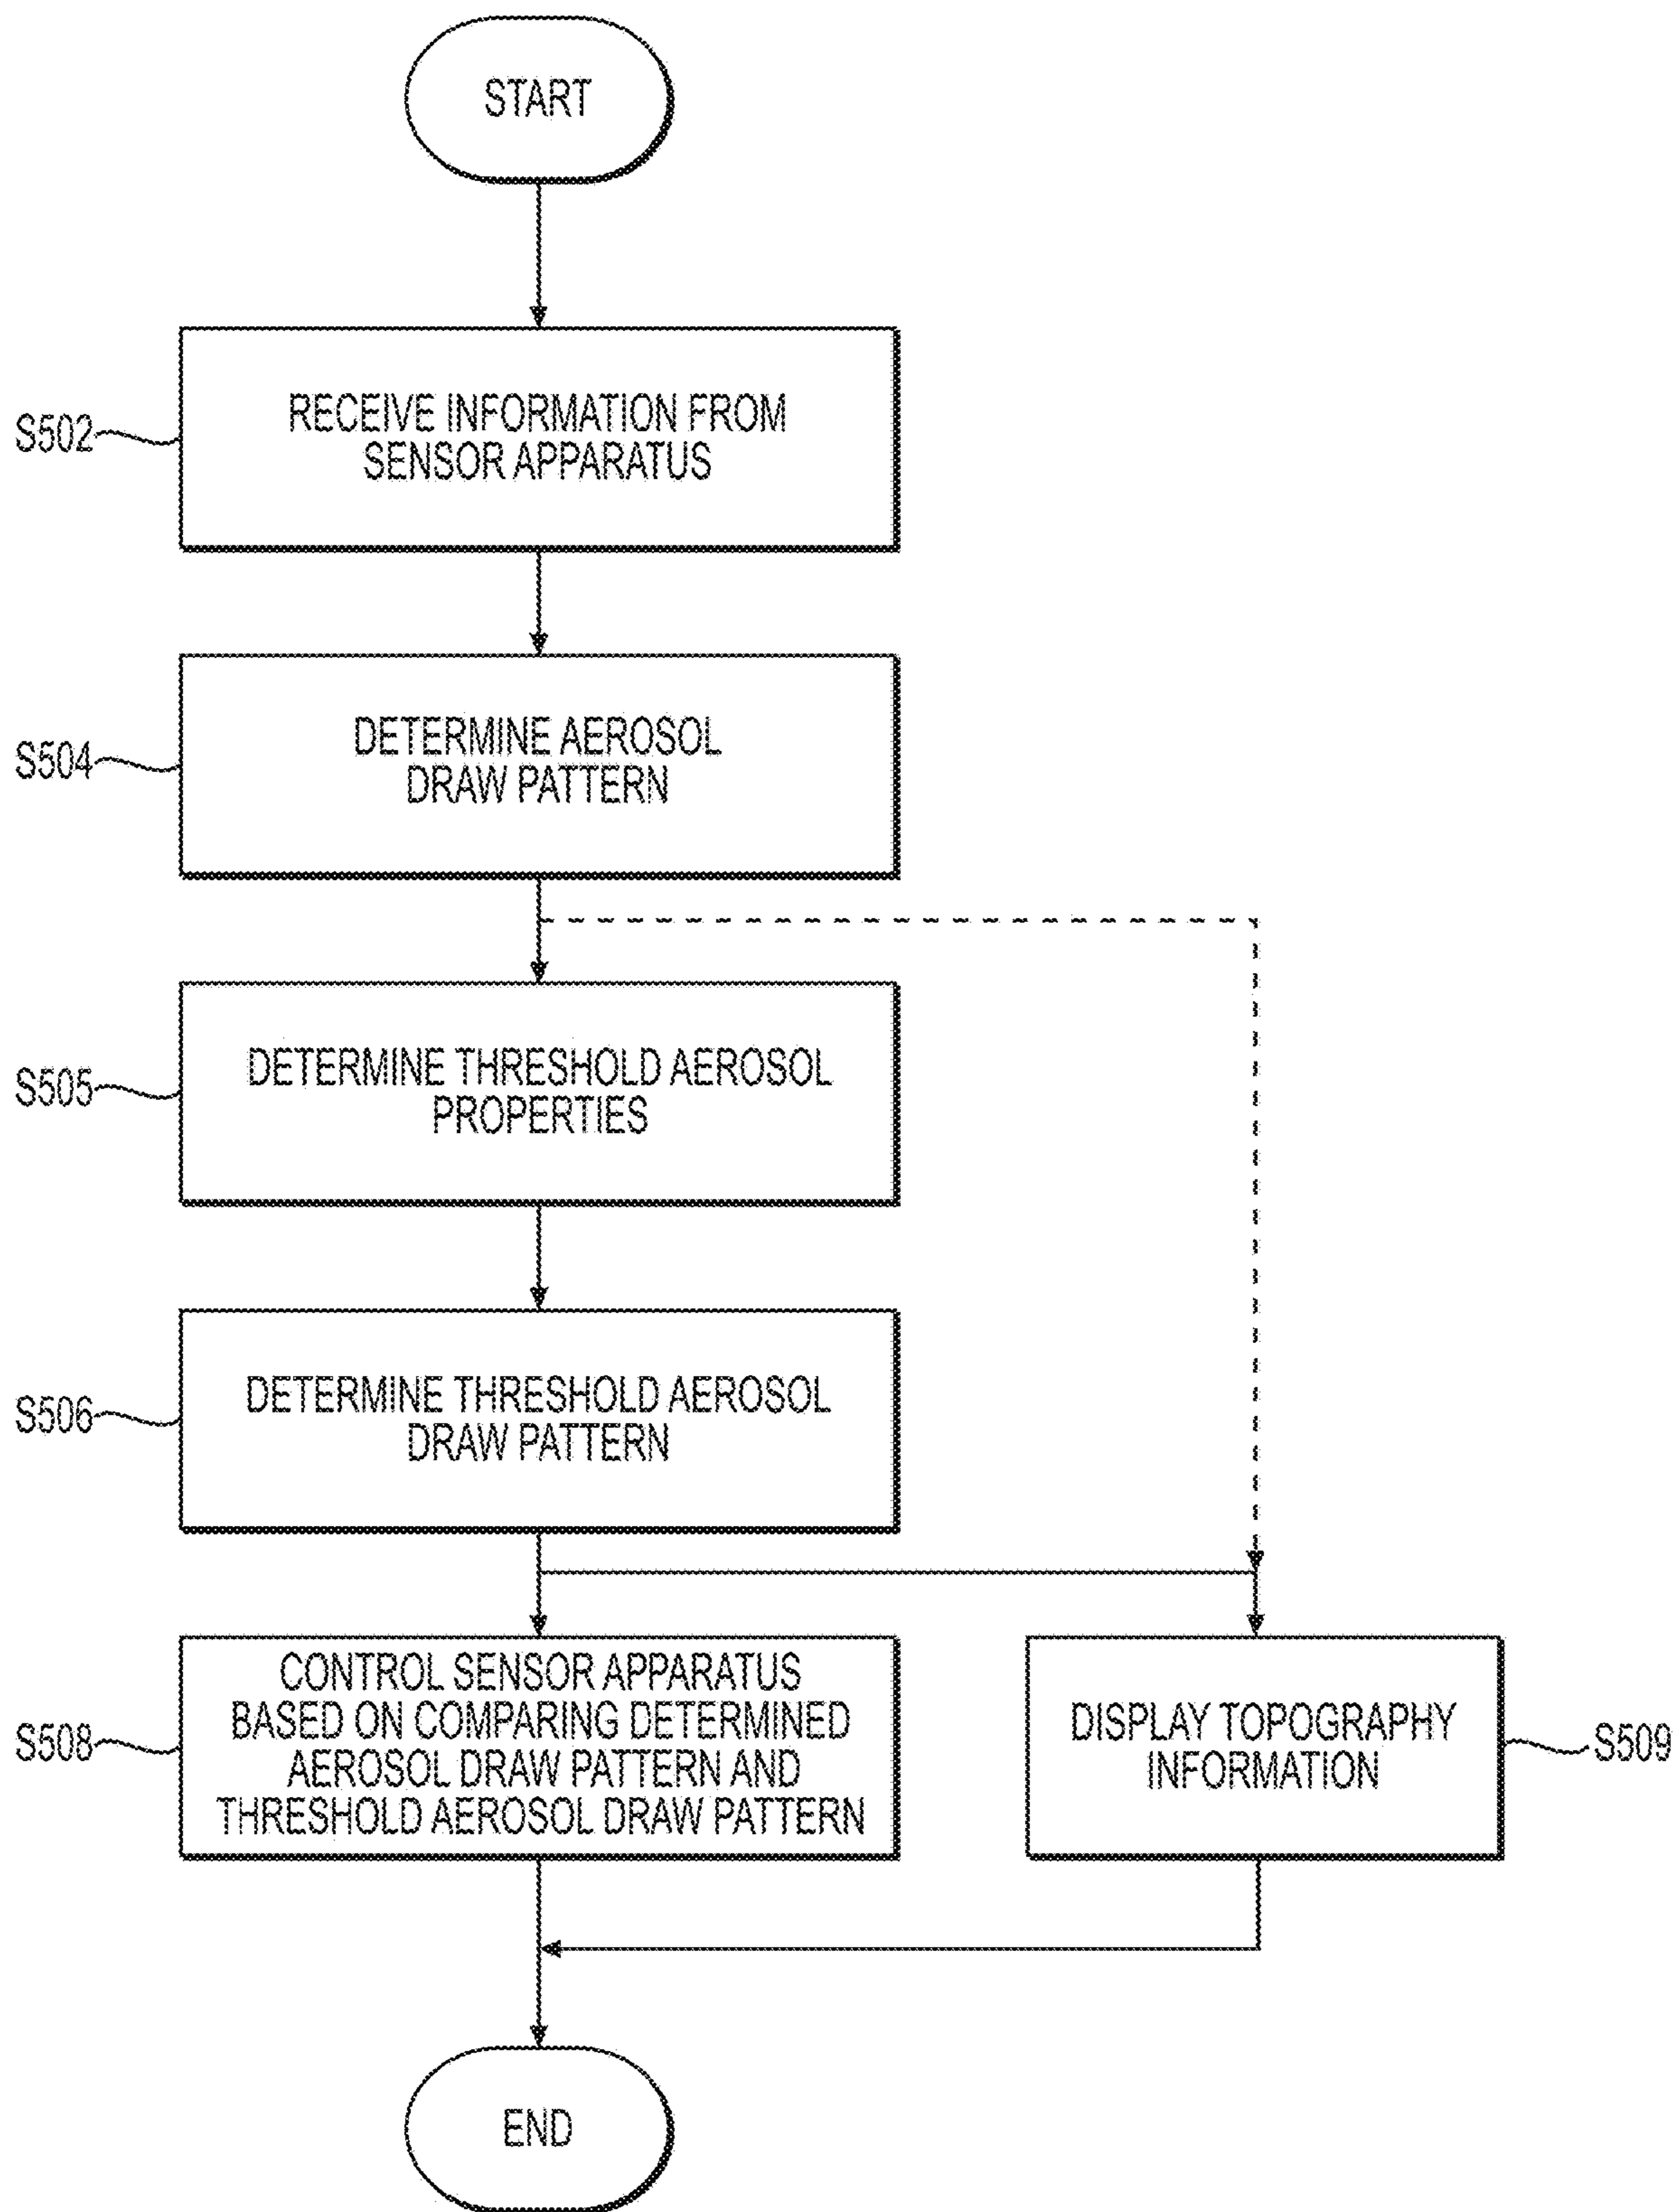 START
S502
RECEIVE INFORMATION FROM
SENSOR APPARATUS
S504
DETERMINE AEROSOL
DRAW PATTERN
S505
DETERMINE THRESHOLD AEROSOL
PROPERTIES
S506
DETERMINE THRESHOLD AEROSOL
DRAW PATTERN
S508
CONTROL SENSOR APPARATUS
BASED ON COMPARING DETERMINED
AEROSOL DRAW PATTERN AND
THRESHOLD AEROSOL DRAW PATTERN
DISPLAY TOPOGRAPHY
INFORMATION
S509
END